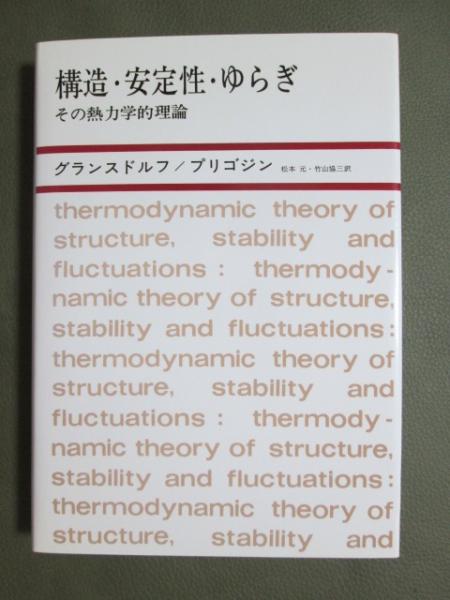 構造・安定性・ゆらぎ
その熱力学的理論
グランスドルフ／プリゴジン 松本 元・竹山協三訳
thermodynamic theory of
structure, stability and
fluctuations : thermody-
namic theory of structure,
stability and fluctuations :
thermodynamic theory of
structure, stability and
fluctuations : thermody-
namic theory of structure,
stability and fluctuations :
thermodynamic theory of
structure, stability and